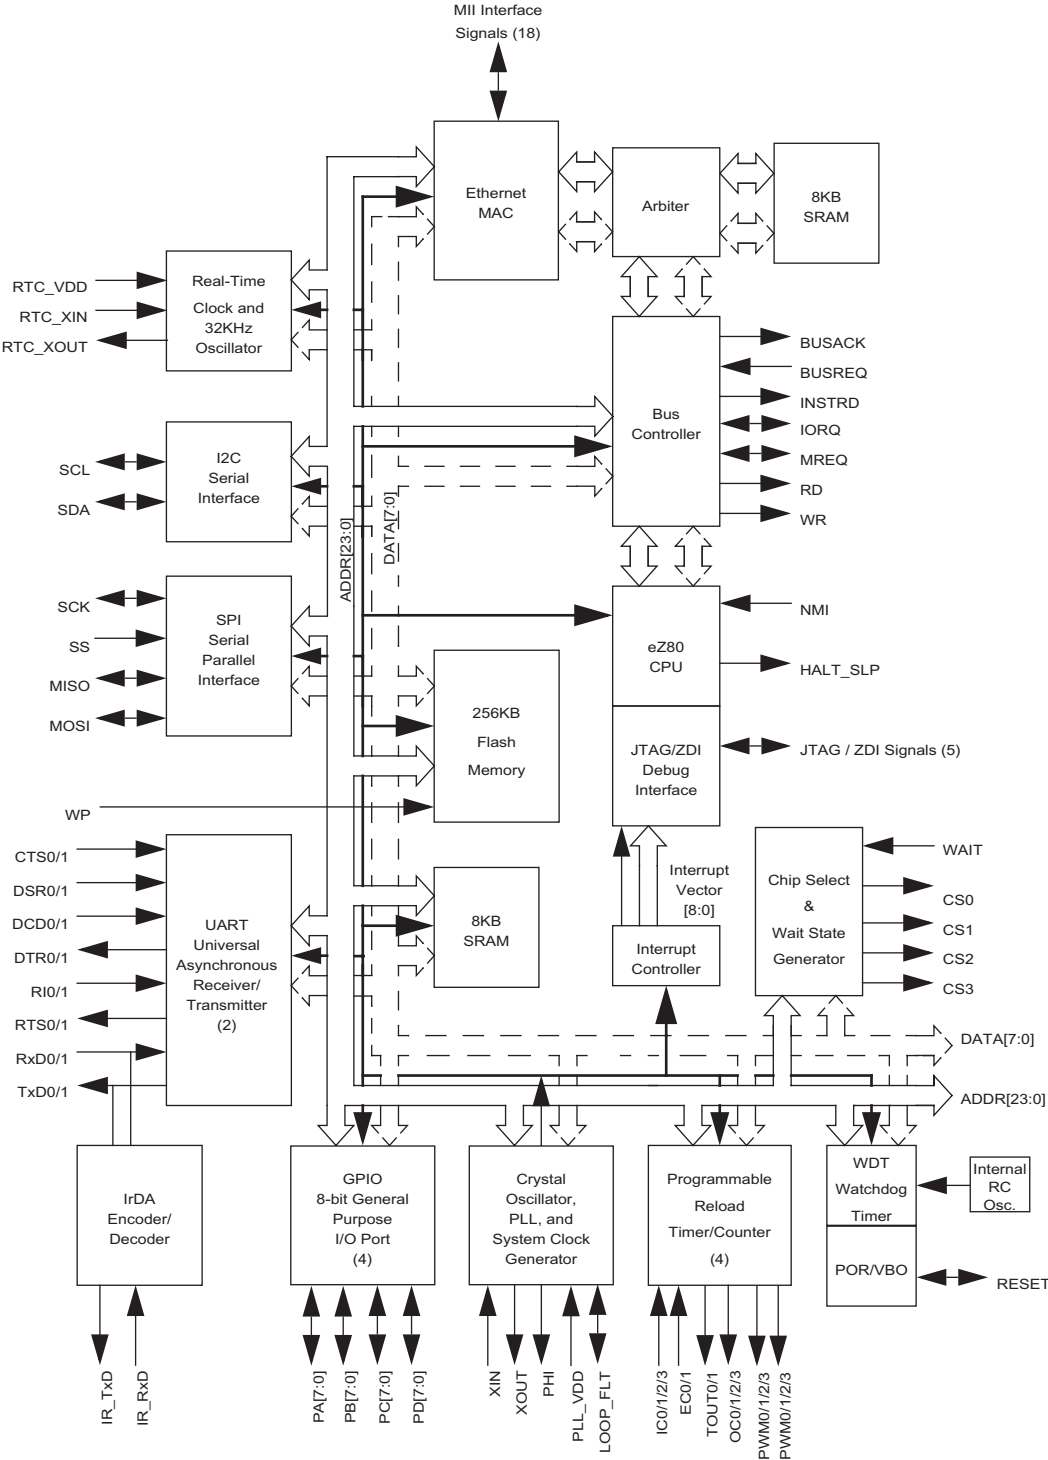 MII Interface
Signals (18)
Ethernet
MAC
Arbiter
8KB
SRAM
RTC_VDD
RTC_XIN
RTC_XOUT
Real-Time
Clock and
32KHz
Oscillator
Bus
Controller
BUSACK
BUSREQ
INSTRD
IORQ
MREQ
RD
WR
SCL
SDA
I2C
Serial
Interface
ADDR[23:0]
DATA[7:0]
SCK
SS
MISO
MOSI
SPI
Serial
Parallel
Interface
eZ80
CPU
NMI
HALT_SLP
256KB
Flash
Memory
JTAG/ZDI
Debug
Interface
JTAG / ZDI Signals (5)
WP
CTS0/1
DSR0/1
DCD0/1
DTR0/1
RI0/1
RTS0/1
RxD0/1
TxD0/1
UART
Universal
Asynchronous
Receiver/
Transmitter
(2)
8KB
SRAM
Interrupt
Vector
[8:0]
Interrupt
Controller
Chip Select
&
Wait State
Generator
WAIT
CS0
CS1
CS2
CS3
DATA[7:0]
ADDR[23:0]
IrDA
Encoder/
Decoder
GPIO
8-bit General
Purpose
I/O Port
(4)
Crystal
Oscillator,
PLL, and
System Clock
Generator
Programmable
Reload
Timer/Counter
(4)
WDT
Watchdog
Timer
POR/VBO
Internal
RC
Osc.
RESET
IR_TxD
IR_RxD
PA[7:0]
PB[7:0]
PC[7:0]
PD[7:0]
XIN
XOUT
PHI
PLL_VDD
LOOP_FLT
IC0/1/2/3
EC0/1
TOUT0/1
OC0/1/2/3
PWM0/1/2/3
PWM0/1/2/3